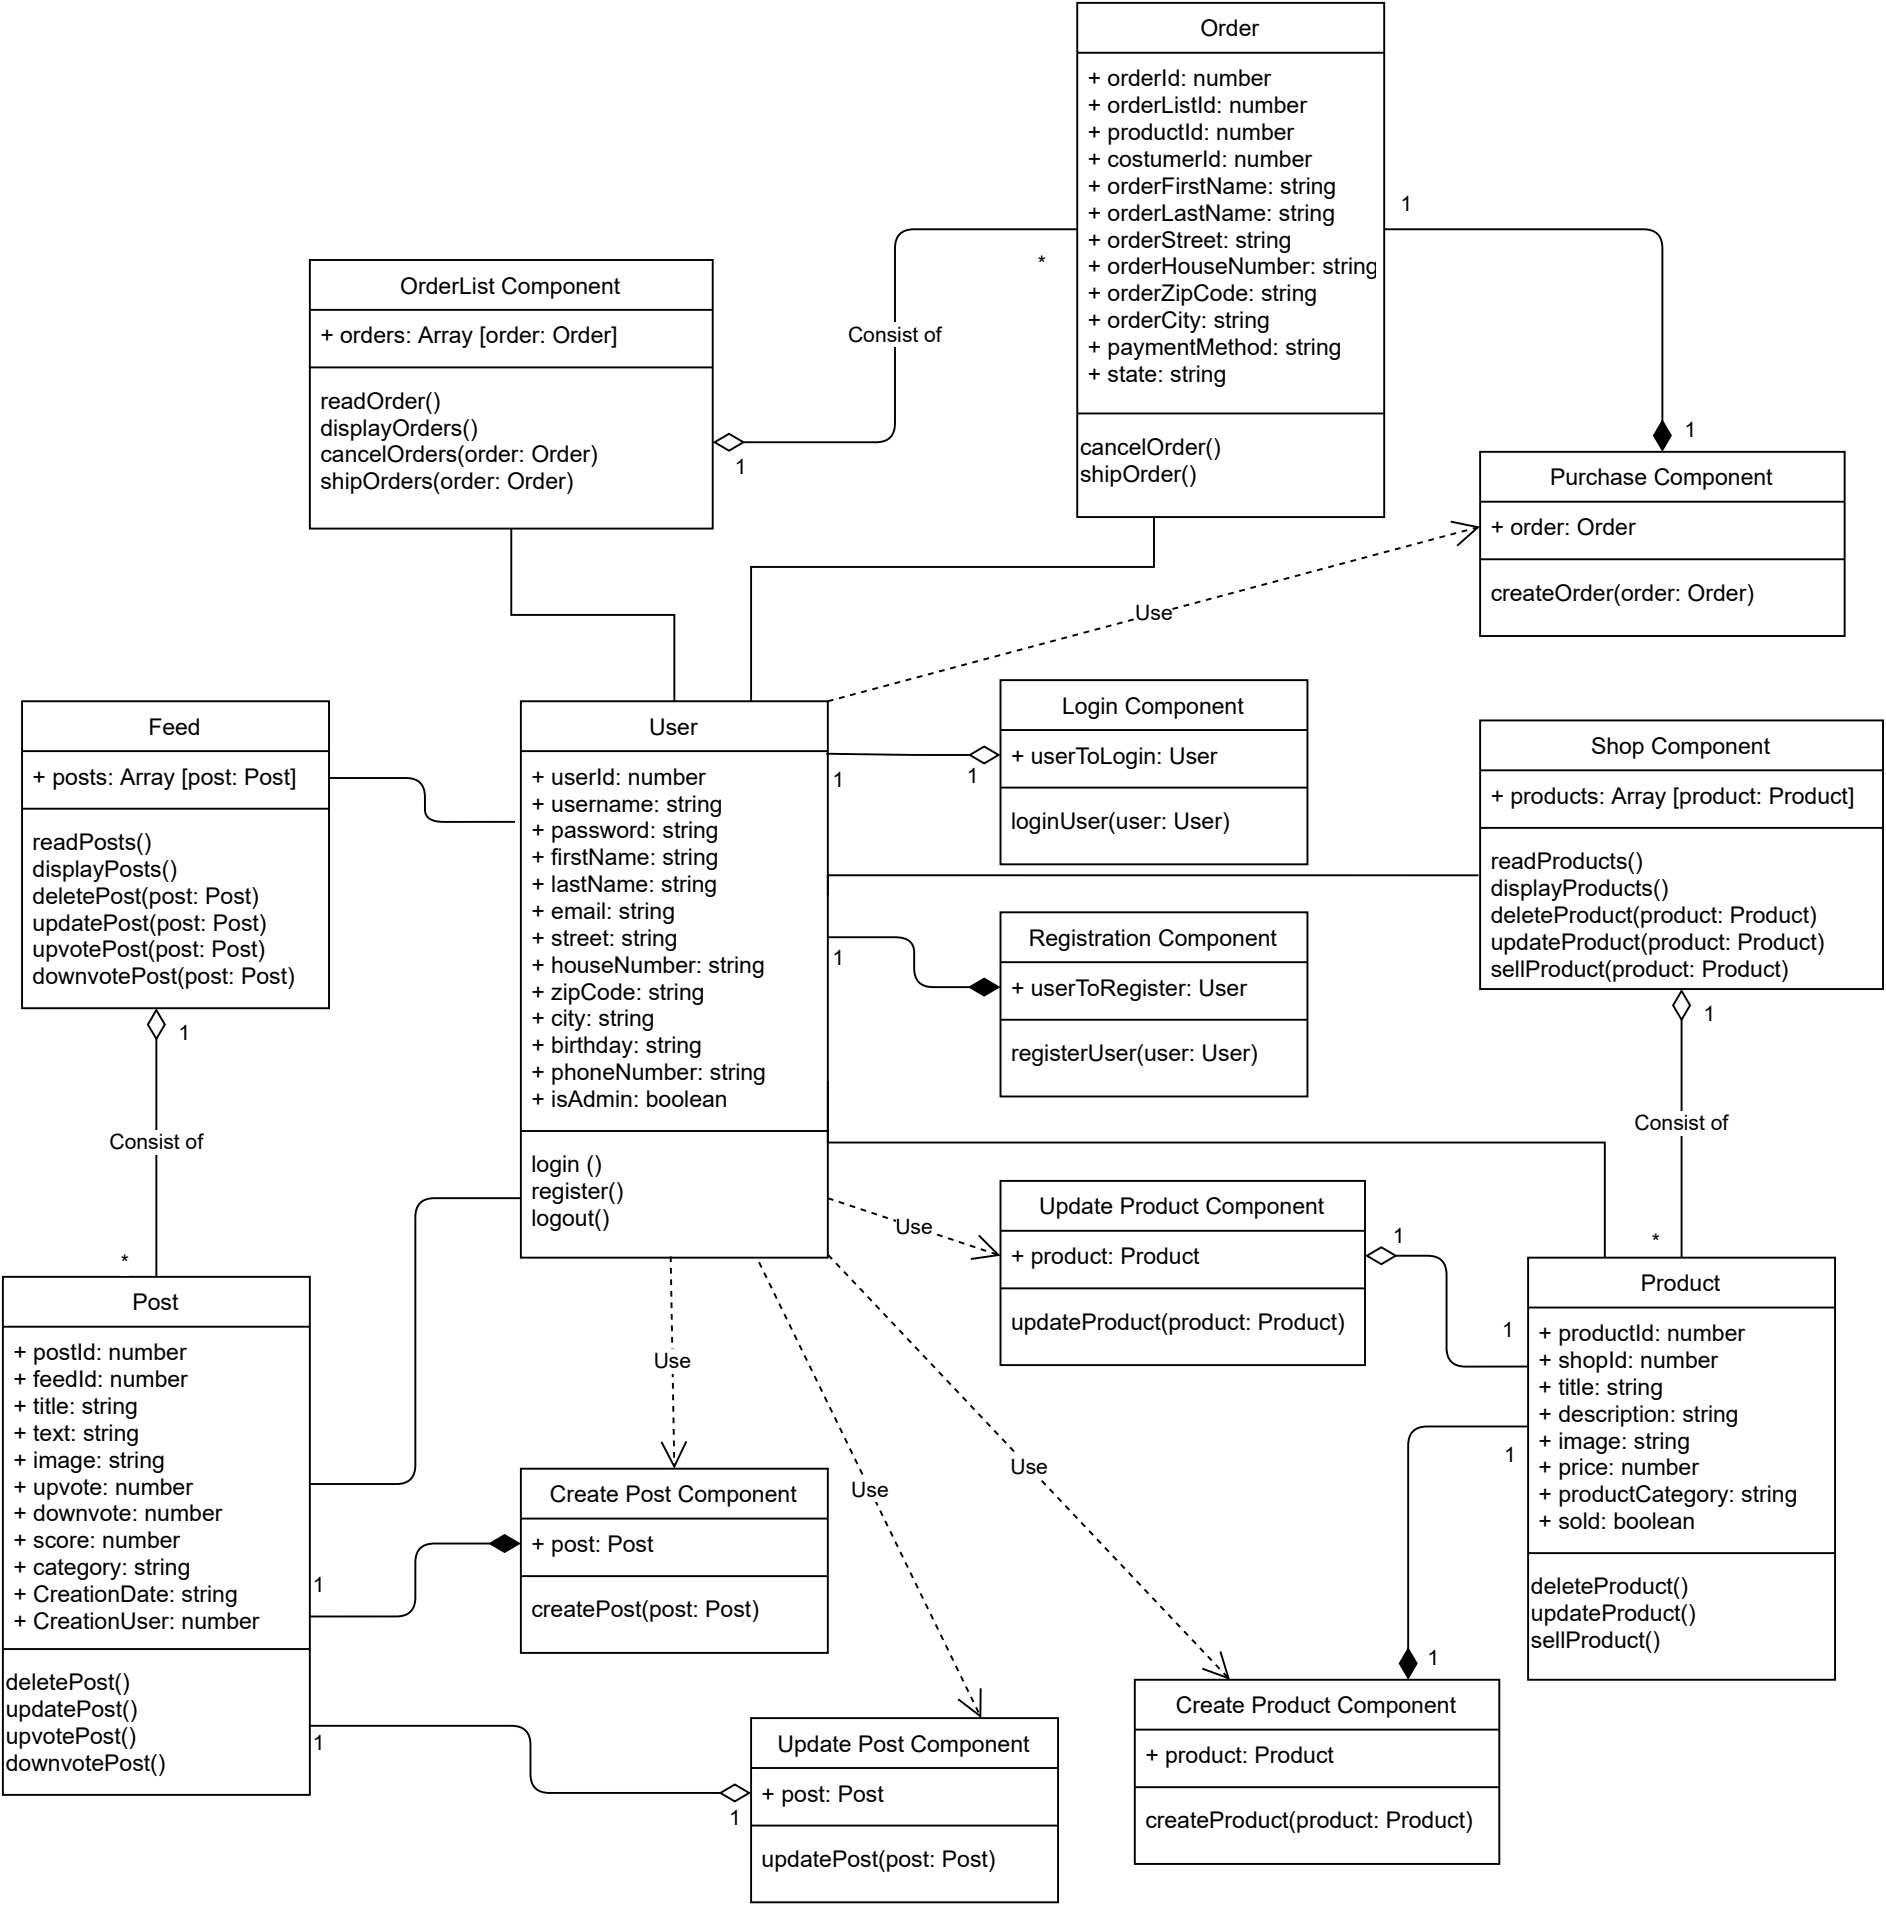 Order
+ orderId: number
+ orderListId: number
+ productId: number
+ costumerId: number
+ orderFirstName: string
+ orderLastName: string
+ orderStreet: string
+ orderHouseNumber: string
+ orderZipCode: string
+ orderCity: string
+ paymentMethod: string
+ state: string
cancelOrder()
shipOrder()
1
*
OrderList Component
+ orders: Array [order: Order]
readOrder()
displayOrders()
cancelOrders(order: Order)
shipOrders(order: Order)
Consist of
1
1
Purchase Component
+ order: Order
createOrder(order: Order)
Use
Feed
+ posts: Array [post: Post]
readPosts()
displayPosts()
deletePost(post: Post)
updatePost(post: Post)
upvotePost(post: Post)
downvotePost(post: Post)
1
Consist of
*
User
+ userId: number
+ username: string
+ password: string
+ firstName: string
+ lastName: string
+ email: string
+ street: string
+ houseNumber: string
+ zipCode: string
+ city: string
+ birthday: string
+ phoneNumber: string
+ isAdmin: boolean
login ()
register()
logout()
1
1
Login Component
+ userToLogin: User
loginUser(user: User)
1
Registration Component
+ userToRegister: User
registerUser(user: User)
Shop Component
+ products: Array [product: Product]
readProducts()
displayProducts()
deleteProduct(product: Product)
updateProduct(product: Product)
sellProduct(product: Product)
1
Consist of
*
Use
Update Product Component
+ product: Product
updateProduct(product: Product)
1
1
Product
+ productId: number
+ shopId: number
+ title: string
+ description: string
+ image: string
+ price: number
+ productCategory: string
+ sold: boolean
deleteProduct()
updateProduct()
sellProduct()
1
Post
+ postId: number
+ feedId: number
+ title: string
+ text: string
+ image: string
+ upvote: number
+ downvote: number
+ score: number
+ category: string
+ CreationDate: string
+ CreationUser: number
deletePost()
updatePost()
upvotePost()
downvotePost()
1
1
Use
Create Post Component
+ post: Post
createPost(post: Post)
Use
Use
Update Post Component
+ post: Post
updatePost(post: Post)
1
1
Create Product Component
+ product: Product
createProduct(product: Product)